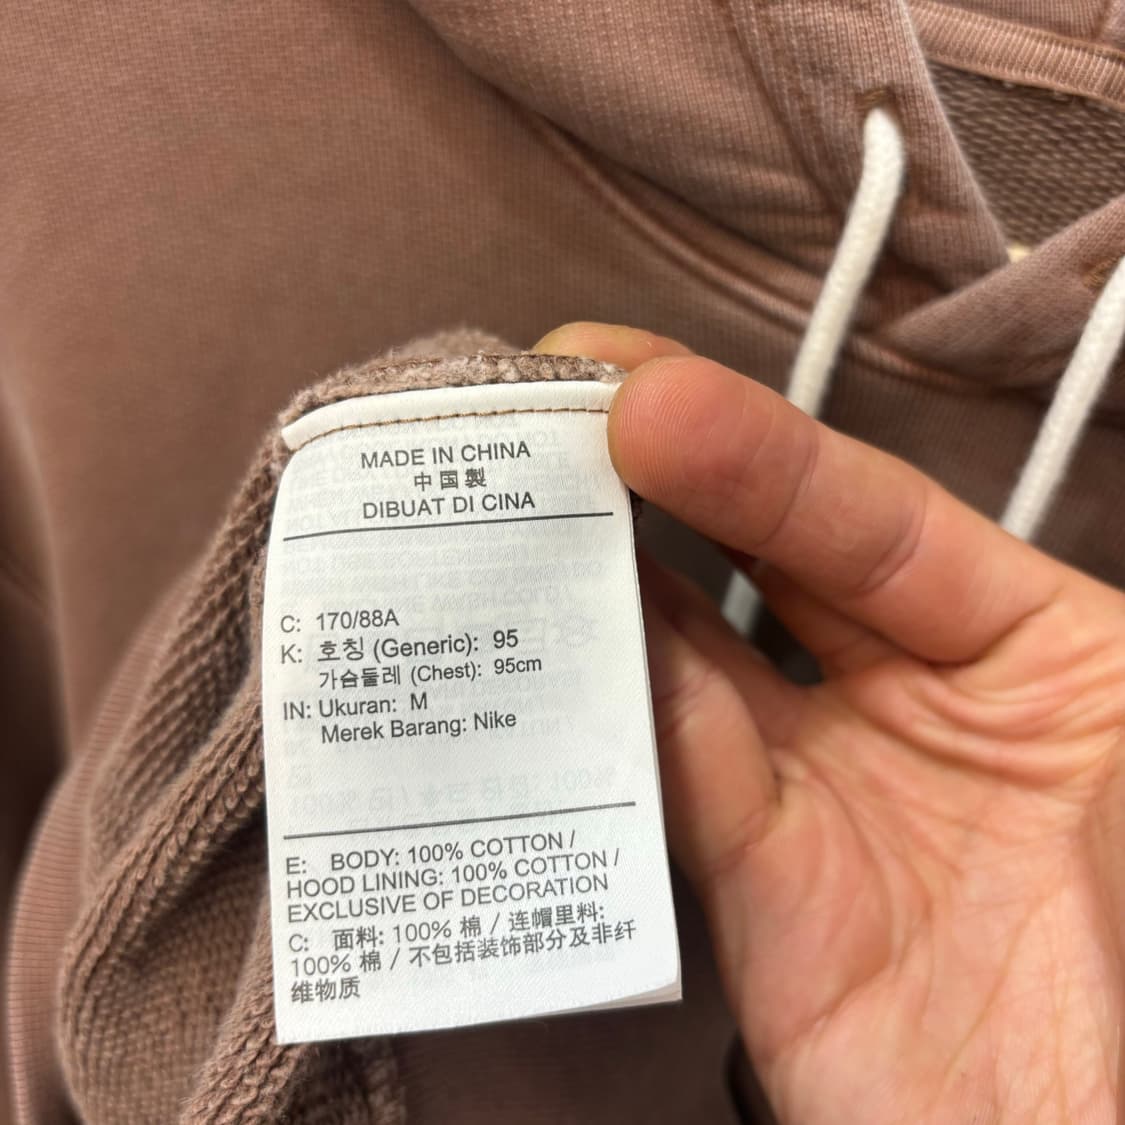 MADE IN CHINA
中国製
DIBUAT DI CINA
C: 170/88A
K: 호칭 (Generic): 95
가슴둘레 (Chest): 95cm
IN: Ukuran: M
Merek Barang: Nike
E: BODY: 100% COTTON /
HOOD LINING: 100% COTTON /
EXCLUSIVE OF DECORATION
C: 面料: 100% 棉 / 连帽里料:
100% 棉 / 不包括装饰部分及非纤
维物质